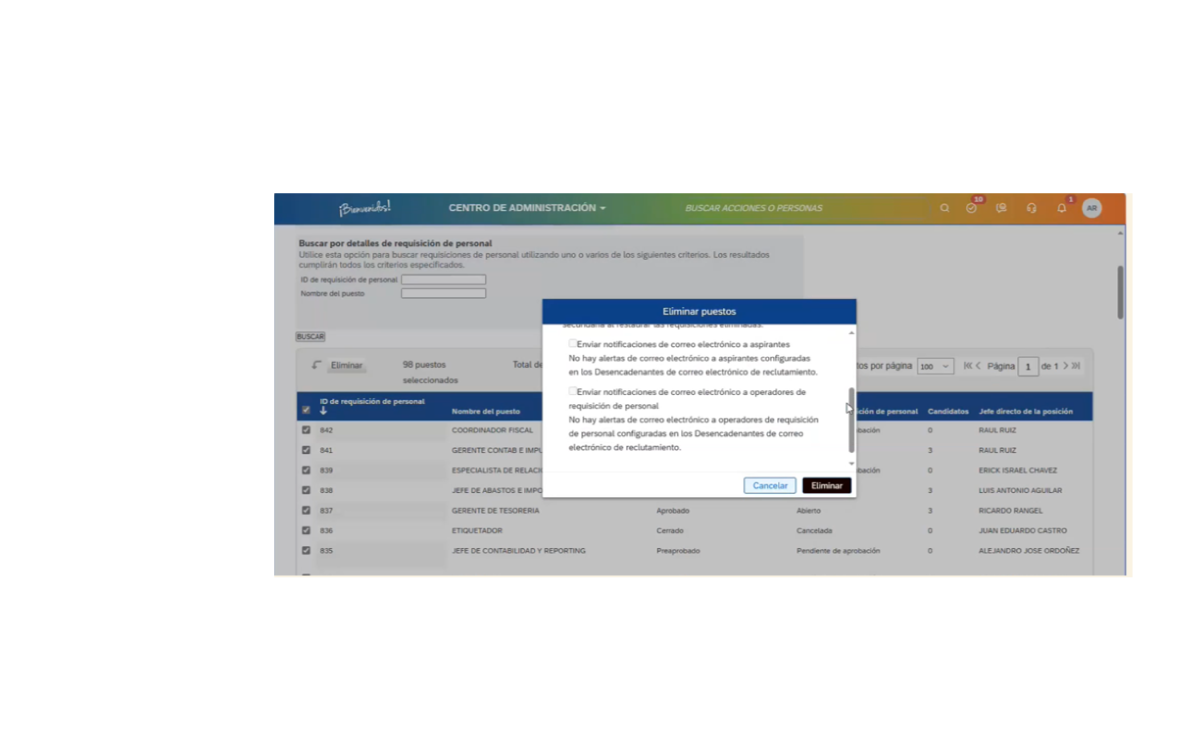 ¡Bienvenidos!
CENTRO DE ADMINISTRACIÓN
BUSCAR ACCIONES O PERSONAS
10
1
AR
Buscar por detalles de requisición de personal
Utilice esta opción para buscar requisiciones de personal utilizando uno o varios de los siguientes criterios. Los resultados
cumplirán todos los criterios especificados.
ID de requisición de personal
Nombre del puesto
BUSCAR
Eliminar
98 puestos
seleccionados
Total de
tos por página 100
Página 1 de 1
ID de requisición de personal
Nombre del puesto
ición de personal
Candidatos
Jefe directo de la posición
842 COORDINADOR FISCAL bación 0 RAUL RUIZ
841 GERENTE CONTAB E IMPU 3 RAUL RUIZ
839 ESPECIALISTA DE RELACI bación 0 ERICK ISRAEL CHAVEZ
838 JEFE DE ABASTOS E IMPO 3 LUIS ANTONIO AGUILAR
837 GERENTE DE TESORERIA Aprobado Abierto 3 RICARDO RANGEL
836 ETIQUETADOR Cerrado Cancelada 0 JUAN EDUARDO CASTRO
835 JEFE DE CONTABILIDAD Y REPORTING Preaprobado Pendiente de aprobación 0 ALEJANDRO JOSE ORDOÑEZ
Eliminar puestos
secundaria al restaurar las requisiciones eliminadas.
Enviar notificaciones de correo electrónico a aspirantes
No hay alertas de correo electrónico a aspirantes configuradas
en los Desencadenantes de correo electrónico de reclutamiento.
Enviar notificaciones de correo electrónico a operadores de
requisición de personal
No hay alertas de correo electrónico a operadores de requisición
de personal configuradas en los Desencadenantes de correo
electrónico de reclutamiento.
Cancelar
Eliminar